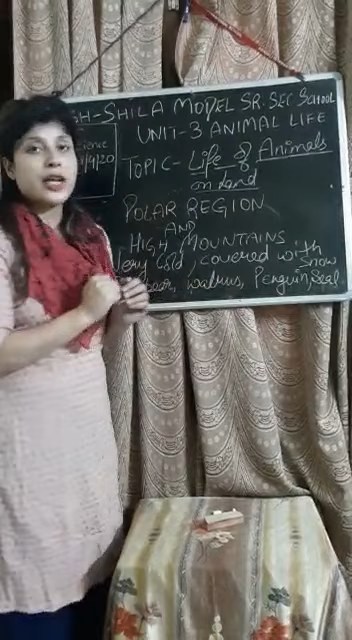 SHILA MODEL SR. SEC SCHOOL
UNIT-3 ANIMAL LIFE
TOPIC- Life of Animals
on Land
POLAR REGION
AND
HIGH MOUNTAINS
Very Cold, covered with
Snow
walrus, Penguin Seal